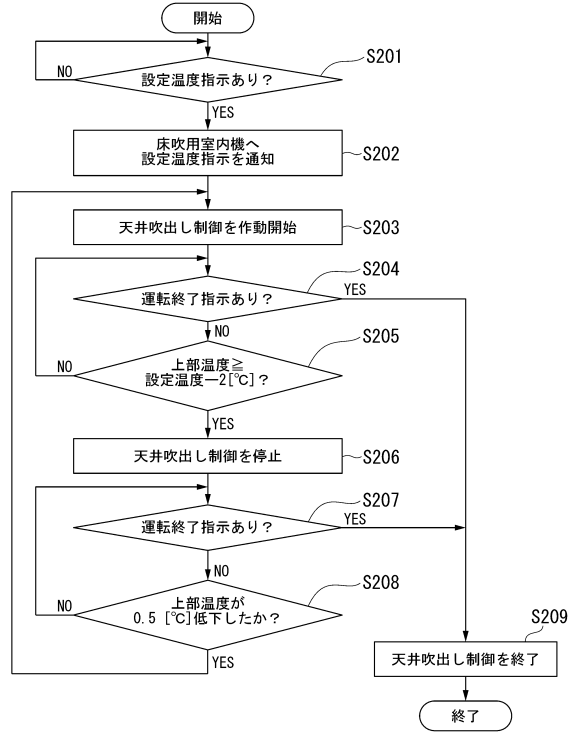 開始
S201
設定温度指示あり？
NO
YES
S202
床吹用室内機へ
設定温度指示を通知
S203
天井吹出し制御を作動開始
S204
運転終了指示あり？
YES
NO
S205
上部温度≧
設定温度―2[℃]？
NO
YES
S206
天井吹出し制御を停止
S207
運転終了指示あり？
YES
NO
S208
上部温度が
0.5 [℃]低下したか？
NO
YES
S209
天井吹出し制御を終了
終了